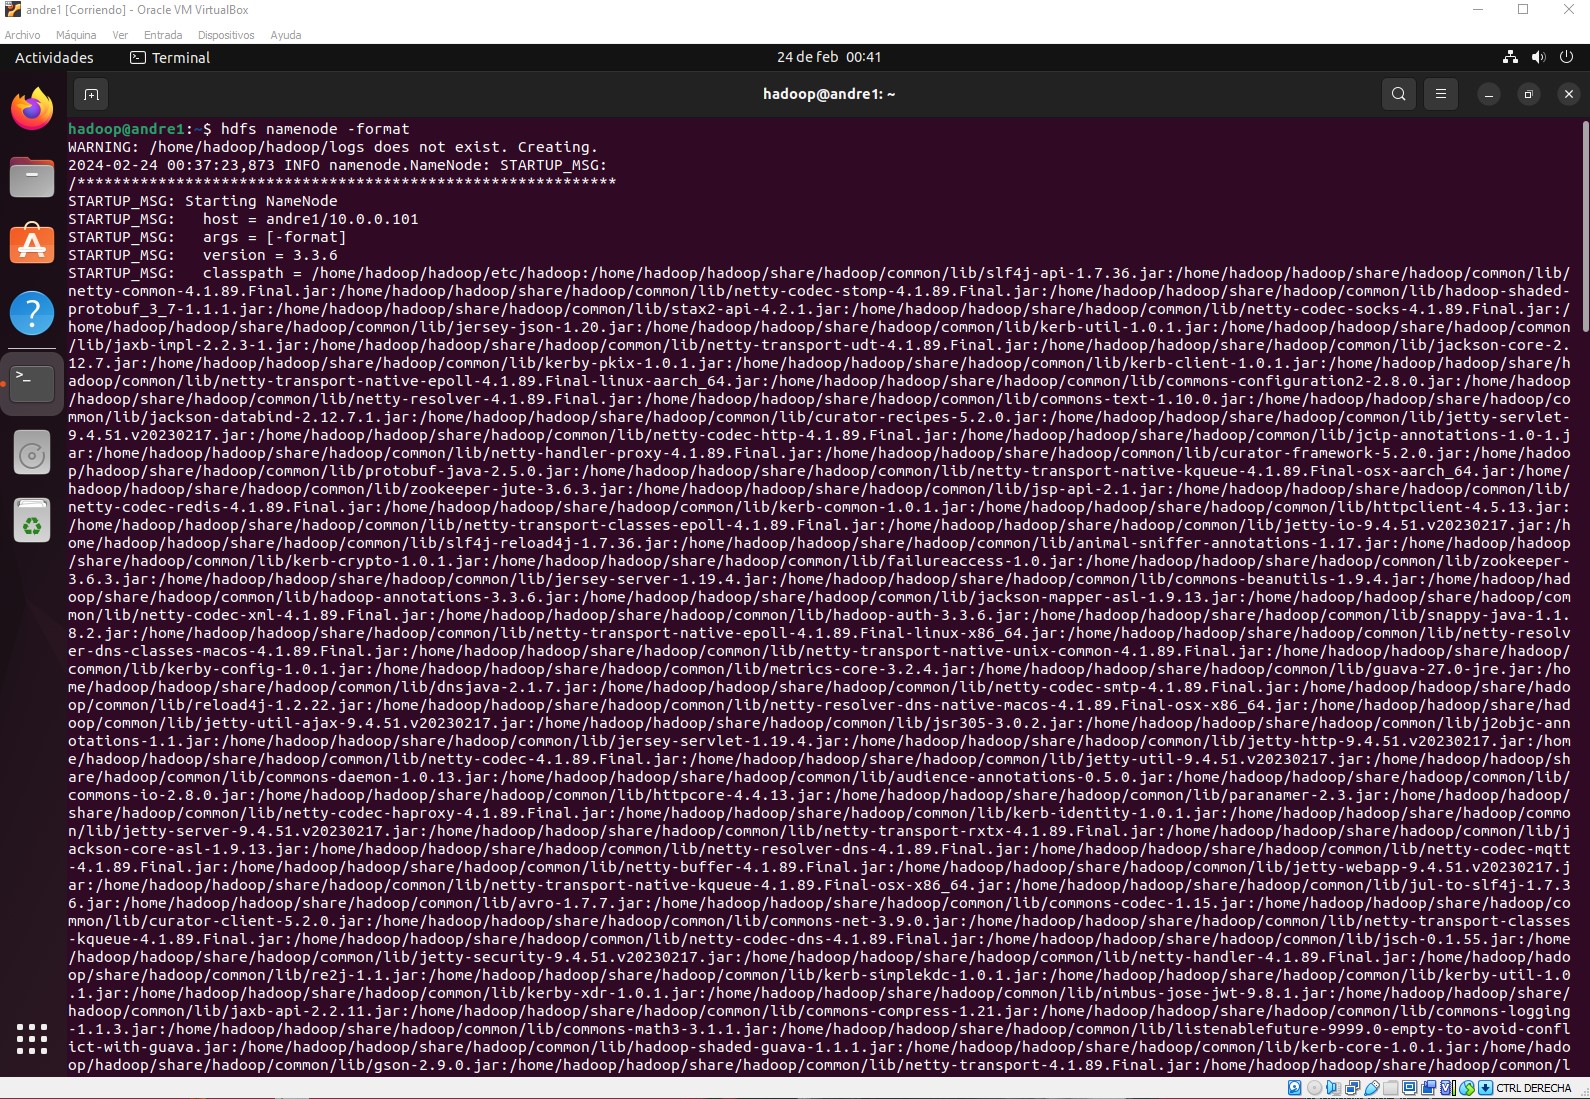 andre1 [Corriendo] - Oracle VM VirtualBox
Archivo Máquina Ver Entrada Dispositivos Ayuda
Actividades Terminal 24 de feb 00:41
hadoop@andre1: ~
hadoop@andre1:~$ hdfs namenode -format
WARNING: /home/hadoop/hadoop/logs does not exist. Creating.
2024-02-24 00:37:23,873 INFO namenode.NameNode: STARTUP_MSG:
/************************************************************
STARTUP_MSG: Starting NameNode
STARTUP_MSG:   host = andre1/10.0.0.101
STARTUP_MSG:   args = [-format]
STARTUP_MSG:   version = 3.3.6
STARTUP_MSG:   classpath = /home/hadoop/hadoop/etc/hadoop:/home/hadoop/hadoop/share/hadoop/common/lib/slf4j-api-1.7.36.jar:/home/hadoop/hadoop/share/hadoop/common/lib/
netty-common-4.1.89.Final.jar:/home/hadoop/hadoop/share/hadoop/common/lib/netty-codec-stomp-4.1.89.Final.jar:/home/hadoop/hadoop/share/hadoop/common/lib/hadoop-shaded-
protobuf_3_7-1.1.1.jar:/home/hadoop/hadoop/share/hadoop/common/lib/stax2-api-4.2.1.jar:/home/hadoop/hadoop/share/hadoop/common/lib/netty-codec-socks-4.1.89.Final.jar:/
home/hadoop/hadoop/share/hadoop/common/lib/jersey-json-1.20.jar:/home/hadoop/hadoop/share/hadoop/common/lib/kerb-util-1.0.1.jar:/home/hadoop/hadoop/share/hadoop/common
/lib/jaxb-impl-2.2.3-1.jar:/home/hadoop/hadoop/share/hadoop/common/lib/netty-transport-udt-4.1.89.Final.jar:/home/hadoop/hadoop/share/hadoop/common/lib/jackson-core-2.
12.7.jar:/home/hadoop/hadoop/share/hadoop/common/lib/kerby-pkix-1.0.1.jar:/home/hadoop/hadoop/share/hadoop/common/lib/kerb-client-1.0.1.jar:/home/hadoop/hadoop/share/h
adoop/common/lib/netty-transport-native-epoll-4.1.89.Final-linux-aarch_64.jar:/home/hadoop/hadoop/share/hadoop/common/lib/commons-configuration2-2.8.0.jar:/home/hadoop
/hadoop/share/hadoop/common/lib/netty-resolver-4.1.89.Final.jar:/home/hadoop/hadoop/share/hadoop/common/lib/commons-text-1.10.0.jar:/home/hadoop/hadoop/share/hadoop/co
mmon/lib/jackson-databind-2.12.7.1.jar:/home/hadoop/hadoop/share/hadoop/common/lib/curator-recipes-5.2.0.jar:/home/hadoop/hadoop/share/hadoop/common/lib/jetty-servlet-
9.4.51.v20230217.jar:/home/hadoop/hadoop/share/hadoop/common/lib/netty-codec-http-4.1.89.Final.jar:/home/hadoop/hadoop/share/hadoop/common/lib/jcip-annotations-1.0-1.j
ar:/home/hadoop/hadoop/share/hadoop/common/lib/netty-handler-proxy-4.1.89.Final.jar:/home/hadoop/hadoop/share/hadoop/common/lib/curator-framework-5.2.0.jar:/home/hadoo
p/hadoop/share/hadoop/common/lib/protobuf-java-2.5.0.jar:/home/hadoop/hadoop/share/hadoop/common/lib/netty-transport-native-kqueue-4.1.89.Final-osx-aarch_64.jar:/home/
hadoop/hadoop/share/hadoop/common/lib/zookeeper-jute-3.6.3.jar:/home/hadoop/hadoop/share/hadoop/common/lib/jsp-api-2.1.jar:/home/hadoop/hadoop/share/hadoop/common/lib/
netty-codec-redis-4.1.89.Final.jar:/home/hadoop/hadoop/share/hadoop/common/lib/kerb-common-1.0.1.jar:/home/hadoop/hadoop/share/hadoop/common/lib/httpclient-4.5.13.jar:
/home/hadoop/hadoop/share/hadoop/common/lib/netty-transport-classes-epoll-4.1.89.Final.jar:/home/hadoop/hadoop/share/hadoop/common/lib/jetty-io-9.4.51.v20230217.jar:/h
ome/hadoop/hadoop/share/hadoop/common/lib/slf4j-reload4j-1.7.36.jar:/home/hadoop/hadoop/share/hadoop/common/lib/animal-sniffer-annotations-1.17.jar:/home/hadoop/hadoop
/share/hadoop/common/lib/kerb-crypto-1.0.1.jar:/home/hadoop/hadoop/share/hadoop/common/lib/failureaccess-1.0.jar:/home/hadoop/hadoop/share/hadoop/common/lib/zookeeper-
3.6.3.jar:/home/hadoop/hadoop/share/hadoop/common/lib/jersey-server-1.19.4.jar:/home/hadoop/hadoop/share/hadoop/common/lib/commons-beanutils-1.9.4.jar:/home/hadoop/had
oop/share/hadoop/common/lib/hadoop-annotations-3.3.6.jar:/home/hadoop/hadoop/share/hadoop/common/lib/jackson-mapper-asl-1.9.13.jar:/home/hadoop/hadoop/share/hadoop/com
mon/lib/netty-codec-xml-4.1.89.Final.jar:/home/hadoop/hadoop/share/hadoop/common/lib/hadoop-auth-3.3.6.jar:/home/hadoop/hadoop/share/hadoop/common/lib/snappy-java-1.1.
8.2.jar:/home/hadoop/hadoop/share/hadoop/common/lib/netty-transport-native-epoll-4.1.89.Final-linux-x86_64.jar:/home/hadoop/hadoop/share/hadoop/common/lib/netty-resolv
er-dns-classes-macos-4.1.89.Final.jar:/home/hadoop/hadoop/share/hadoop/common/lib/netty-transport-native-unix-common-4.1.89.Final.jar:/home/hadoop/hadoop/share/hadoop/
common/lib/kerby-config-1.0.1.jar:/home/hadoop/hadoop/share/hadoop/common/lib/metrics-core-3.2.4.jar:/home/hadoop/hadoop/share/hadoop/common/lib/guava-27.0-jre.jar:/ho
me/hadoop/hadoop/share/hadoop/common/lib/dnsjava-2.1.7.jar:/home/hadoop/hadoop/share/hadoop/common/lib/netty-codec-smtp-4.1.89.Final.jar:/home/hadoop/hadoop/share/hado
op/common/lib/reload4j-1.2.22.jar:/home/hadoop/hadoop/share/hadoop/common/lib/netty-resolver-dns-native-macos-4.1.89.Final-osx-x86_64.jar:/home/hadoop/hadoop/share/had
oop/common/lib/jetty-util-ajax-9.4.51.v20230217.jar:/home/hadoop/hadoop/share/hadoop/common/lib/jsr305-3.0.2.jar:/home/hadoop/hadoop/share/hadoop/common/lib/j2objc-ann
otations-1.1.jar:/home/hadoop/hadoop/share/hadoop/common/lib/jersey-servlet-1.19.4.jar:/home/hadoop/hadoop/share/hadoop/common/lib/jetty-http-9.4.51.v20230217.jar:/hom
e/hadoop/hadoop/share/hadoop/common/lib/netty-codec-4.1.89.Final.jar:/home/hadoop/hadoop/share/hadoop/common/lib/jetty-util-9.4.51.v20230217.jar:/home/hadoop/hadoop/sh
are/hadoop/common/lib/commons-daemon-1.0.13.jar:/home/hadoop/hadoop/share/hadoop/common/lib/audience-annotations-0.5.0.jar:/home/hadoop/hadoop/share/hadoop/common/lib/
commons-io-2.8.0.jar:/home/hadoop/hadoop/share/hadoop/common/lib/httpcore-4.4.13.jar:/home/hadoop/hadoop/share/hadoop/common/lib/paranamer-2.3.jar:/home/hadoop/hadoop/
share/hadoop/common/lib/netty-codec-haproxy-4.1.89.Final.jar:/home/hadoop/hadoop/share/hadoop/common/lib/kerb-identity-1.0.1.jar:/home/hadoop/hadoop/share/hadoop/commo
n/lib/jetty-server-9.4.51.v20230217.jar:/home/hadoop/hadoop/share/hadoop/common/lib/netty-transport-rxtx-4.1.89.Final.jar:/home/hadoop/hadoop/share/hadoop/common/lib/j
ackson-core-asl-1.9.13.jar:/home/hadoop/hadoop/share/hadoop/common/lib/netty-resolver-dns-4.1.89.Final.jar:/home/hadoop/hadoop/share/hadoop/common/lib/netty-codec-mqtt
-4.1.89.Final.jar:/home/hadoop/hadoop/share/hadoop/common/lib/netty-buffer-4.1.89.Final.jar:/home/hadoop/hadoop/share/hadoop/common/lib/jetty-webapp-9.4.51.v20230217.j
ar:/home/hadoop/hadoop/share/hadoop/common/lib/netty-transport-native-kqueue-4.1.89.Final-osx-x86_64.jar:/home/hadoop/hadoop/share/hadoop/common/lib/jul-to-slf4j-1.7.3
6.jar:/home/hadoop/hadoop/share/hadoop/common/lib/avro-1.7.7.jar:/home/hadoop/hadoop/share/hadoop/common/lib/commons-codec-1.15.jar:/home/hadoop/hadoop/share/hadoop/co
mmon/lib/curator-client-5.2.0.jar:/home/hadoop/hadoop/share/hadoop/common/lib/commons-net-3.9.0.jar:/home/hadoop/hadoop/share/hadoop/common/lib/netty-transport-classes
-kqueue-4.1.89.Final.jar:/home/hadoop/hadoop/share/hadoop/common/lib/netty-codec-dns-4.1.89.Final.jar:/home/hadoop/hadoop/share/hadoop/common/lib/jsch-0.1.55.jar:/home
/hadoop/hadoop/share/hadoop/common/lib/jetty-security-9.4.51.v20230217.jar:/home/hadoop/hadoop/share/hadoop/common/lib/netty-handler-4.1.89.Final.jar:/home/hadoop/hado
op/share/hadoop/common/lib/re2j-1.1.jar:/home/hadoop/hadoop/share/hadoop/common/lib/kerb-simplekdc-1.0.1.jar:/home/hadoop/hadoop/share/hadoop/common/lib/kerby-util-1.0
.1.jar:/home/hadoop/hadoop/share/hadoop/common/lib/kerby-xdr-1.0.1.jar:/home/hadoop/hadoop/share/hadoop/common/lib/nimbus-jose-jwt-9.8.1.jar:/home/hadoop/hadoop/share/
hadoop/common/lib/jaxb-api-2.2.11.jar:/home/hadoop/hadoop/share/hadoop/common/lib/commons-compress-1.21.jar:/home/hadoop/hadoop/share/hadoop/common/lib/commons-logging
-1.1.3.jar:/home/hadoop/hadoop/share/hadoop/common/lib/commons-math3-3.1.1.jar:/home/hadoop/hadoop/share/hadoop/common/lib/listenablefuture-9999.0-empty-to-avoid-confl
ict-with-guava.jar:/home/hadoop/hadoop/share/hadoop/common/lib/hadoop-shaded-guava-1.1.1.jar:/home/hadoop/hadoop/share/hadoop/common/lib/kerb-core-1.0.1.jar:/home/hado
op/hadoop/share/hadoop/common/lib/gson-2.9.0.jar:/home/hadoop/hadoop/share/hadoop/common/lib/netty-transport-4.1.89.Final.jar:/home/hadoop/hadoop/share/hadoop/common/l
CTRL DERECHA